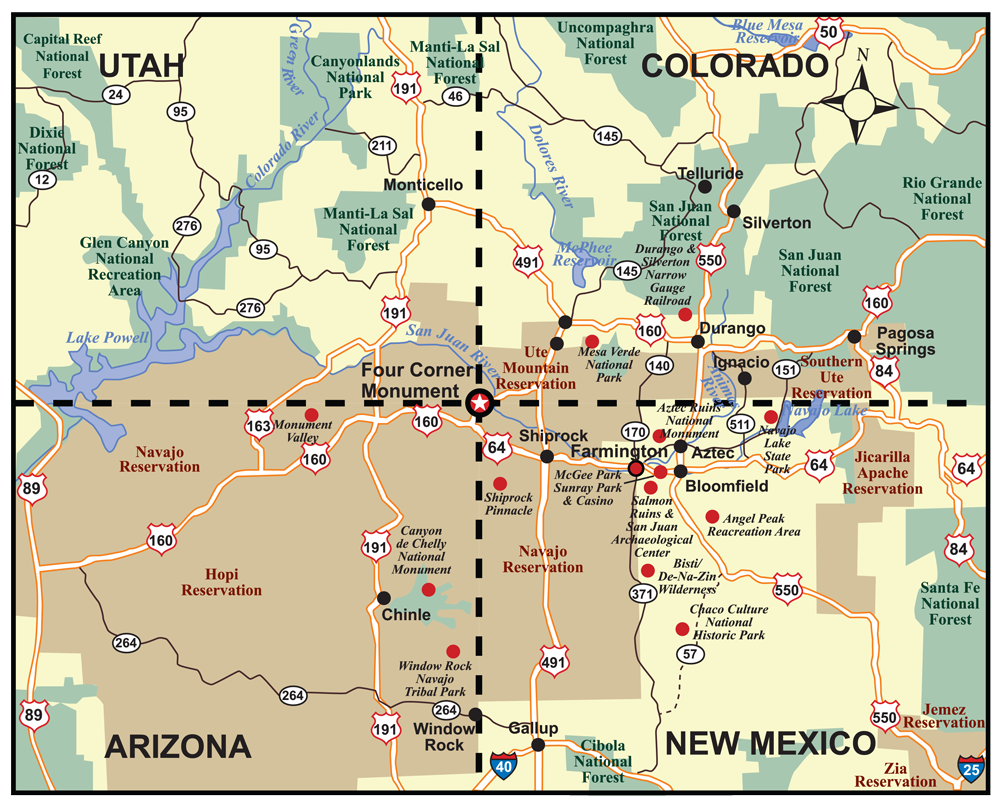 Capital Reef
National
Forest
UTAH
24
95
Dixie
National
Forest
12
Green River
Canyonlands
National
Park
191
Manti-La Sal
National
Forest
46
211
Colorado River
Monticello
Manti-La Sal
National
Forest
276
95
Glen Canyon
National
Recreation
Area
276
191
Lake Powell
San Juan River
Uncompaghra
National
Forest
Blue Mesa
Reservoir
50
COLORADO
N
145
Dolores River
Telluride
San Juan
National
Forest
Silverton
Rio Grande
National
Forest
491
McPhee
Reservoir
145
Durango &
Silverton
Narrow
Gauge
Railroad
550
San Juan
National
Forest
160
160
Durango
Pagosa
Springs
Ute
Mountain
Reservation
Mesa Verde
National
Park
140
Ignacio
151
Southern
Ute
Reservation
84
Animas
River
Four Corner
Monument
163
Monument
Valley
160
160
Navajo
Reservation
89
64
Shiprock
170
Aztec Ruins
National
Monument
511
Navajo Lake
Navajo
Lake
State
Park
Farmington
Aztec
64
64
Jicarilla
Apache
Reservation
McGee Park
Sunray Park
& Casino
Bloomfield
Shiprock
Pinnacle
Salmon
Ruins &
San Juan
Archaeological
Center
Angel Peak
Reacreation Area
160
191
Canyon
de Chelly
National
Monument
Navajo
Reservation
84
Hopi
Reservation
Bisti/
De-Na-Zin
Wilderness
371
550
Santa Fe
National
Forest
Chinle
Chaco Culture
National
Historic Park
264
57
Window Rock
Navajo
Tribal Park
491
264
264
89
191
Window
Rock
Gallup
550
Jemez
Reservation
ARIZONA
NEW MEXICO
40
Cibola
National
Forest
Zia
Reservation
25